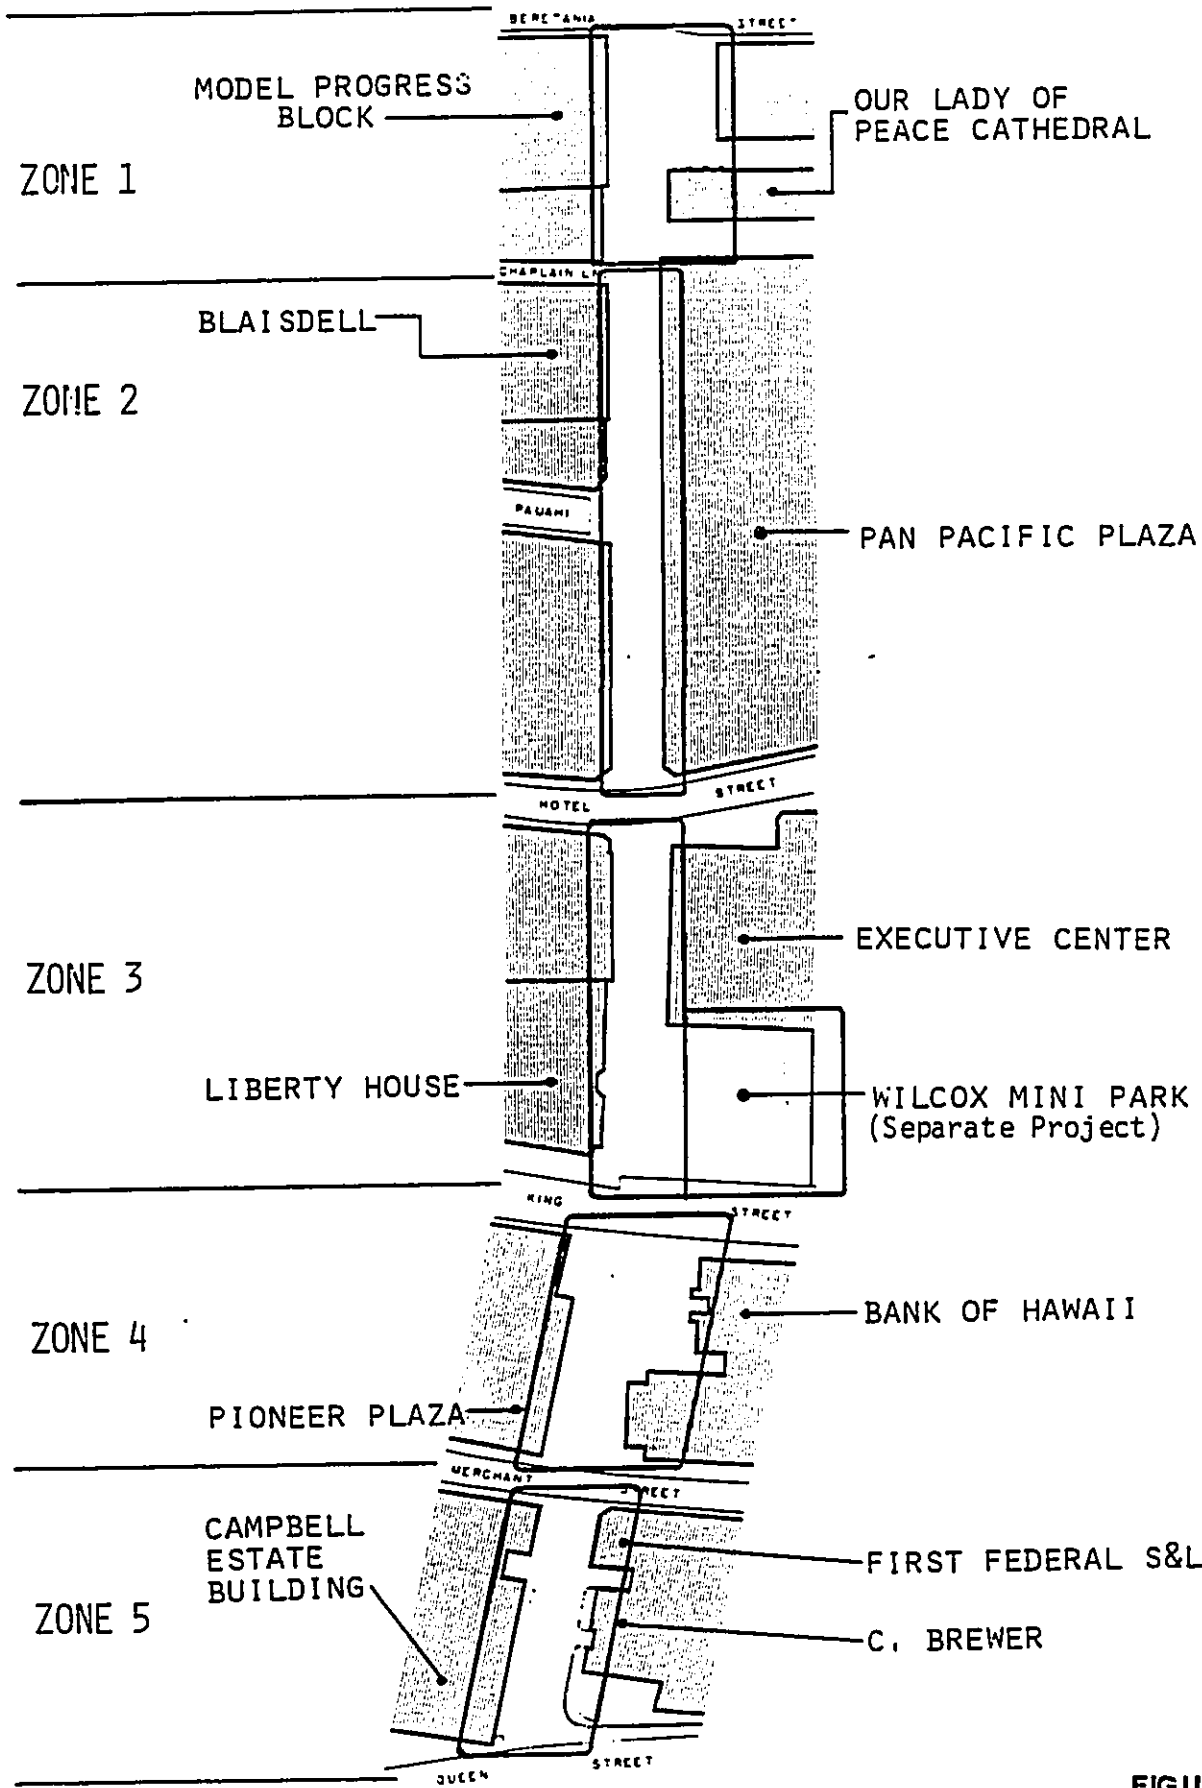 BERETANIA STREET
MODEL PROGRESS
BLOCK
OUR LADY OF
PEACE CATHEDRAL
ZONE 1
CHAPLAIN LN
BLAISDELL
ZONE 2
PAUAHI
PAN PACIFIC PLAZA
HOTEL STREET
EXECUTIVE CENTER
ZONE 3
LIBERTY HOUSE
WILCOX MINI PARK
(Separate Project)
KING STREET
BANK OF HAWAII
ZONE 4
PIONEER PLAZA
MERCHANT STREET
CAMPBELL
ESTATE
BUILDING
FIRST FEDERAL S&L
ZONE 5
C. BREWER
QUEEN STREET